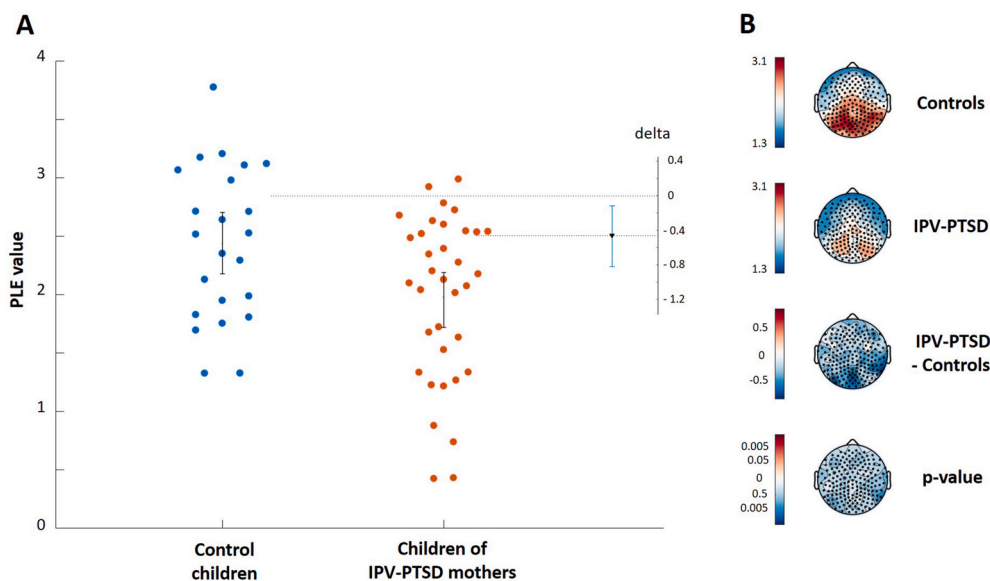 A
PLE value
4
3
2
1
0
Control
children
Children of
IPV-PTSD mothers
delta
0.4
0
- 0.4
- 0.8
- 1.2
B
3.1
1.3
Controls
3.1
1.3
IPV-PTSD
0.5
0
-0.5
IPV-PTSD
- Controls
0.005
0.05
0
0.5
0.005
p-value